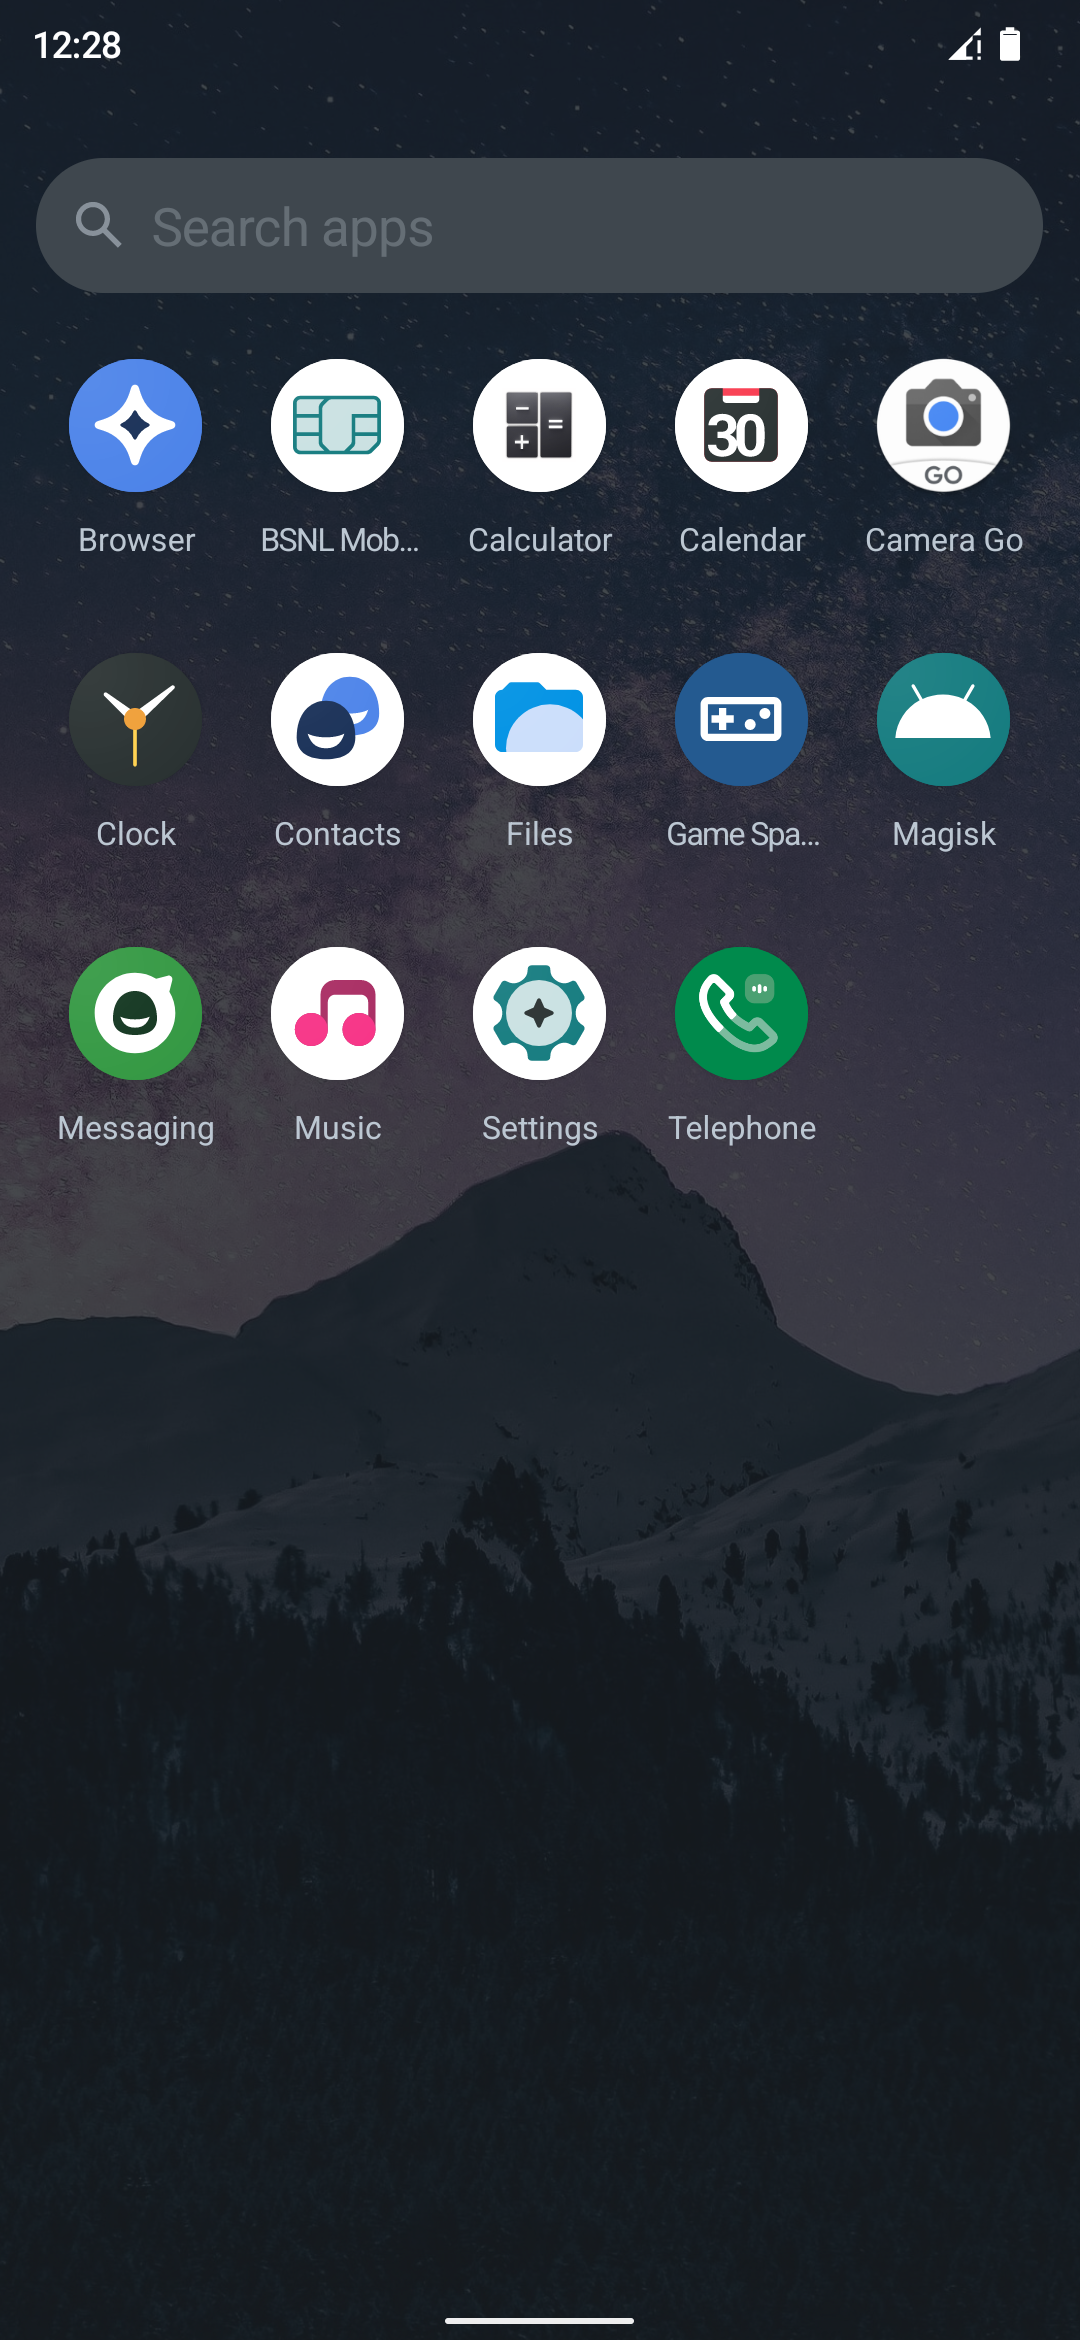 12:28
Search apps
30
GO
Browser
BSNL Mob...
Calculator
Calendar
Camera Go
Clock
Contacts
Files
Game Spa...
Magisk
Messaging
Music
Settings
Telephone